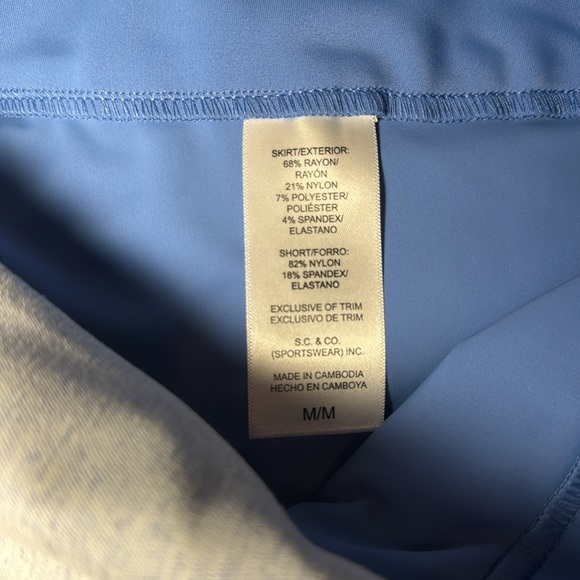 SKIRT/EXTERIOR:
68% RAYON/
RAYÓN
21% NYLON
7% POLYESTER/
POLIÉSTER
4% SPANDEX/
ELASTANO
SHORT/FORRO:
82% NYLON
18% SPANDEX/
ELASTANO
EXCLUSIVE OF TRIM
EXCLUSIVO DE TRIM
S.C. & CO.
(SPORTSWEAR) INC.
MADE IN CAMBODIA
HECHO EN CAMBOYA
M/M